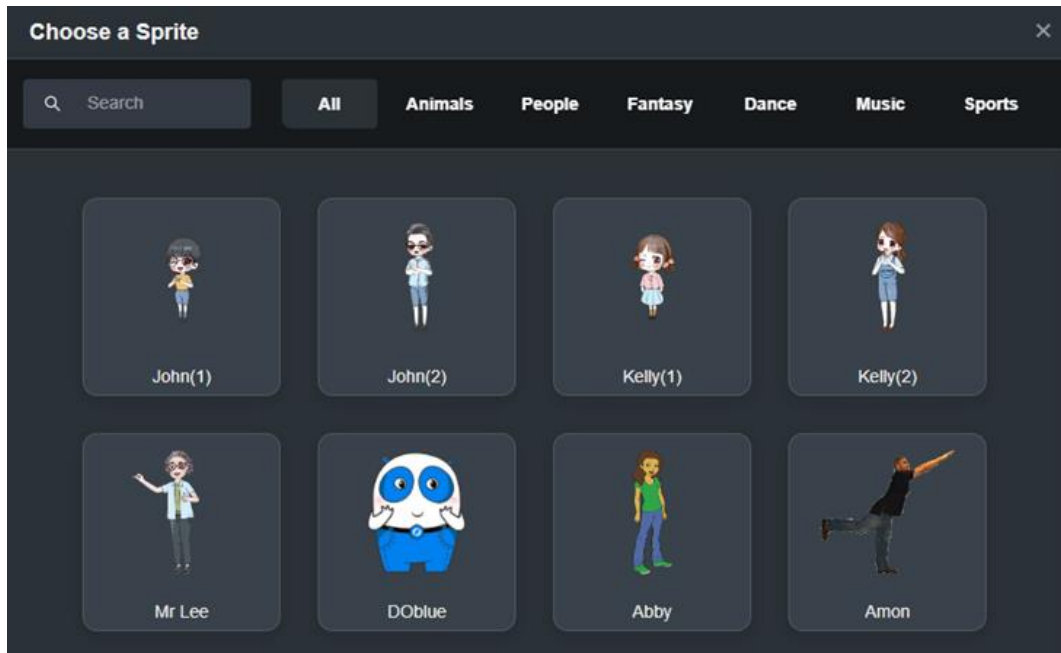 Choose a Sprite
Search All Animals People Fantasy Dance Music Sports
John(1) John(2) Kelly(1) Kelly(2)
Mr Lee DOblue Abby Amon